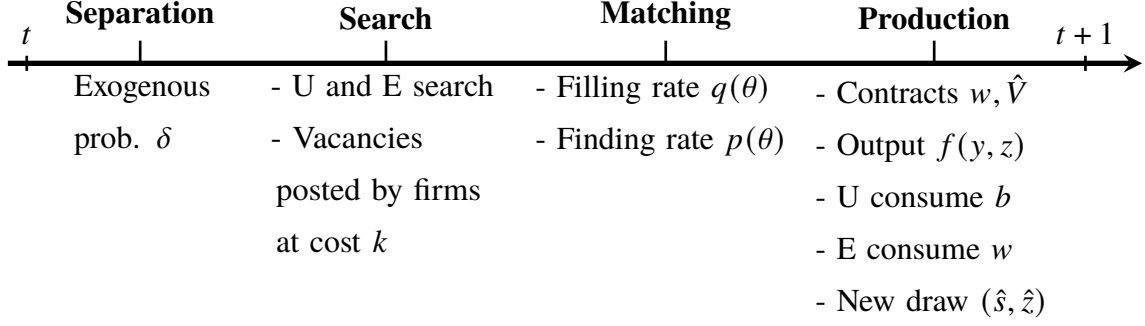 Separation Search Matching Production
t t + 1
Exogenous
prob. δ
- U and E search
- Vacancies
posted by firms
at cost k
- Filling rate q(θ)
- Finding rate p(θ)
- Contracts w, V̂
- Output f(y, z)
- U consume b
- E consume w
- New draw (ŝ, ẑ)